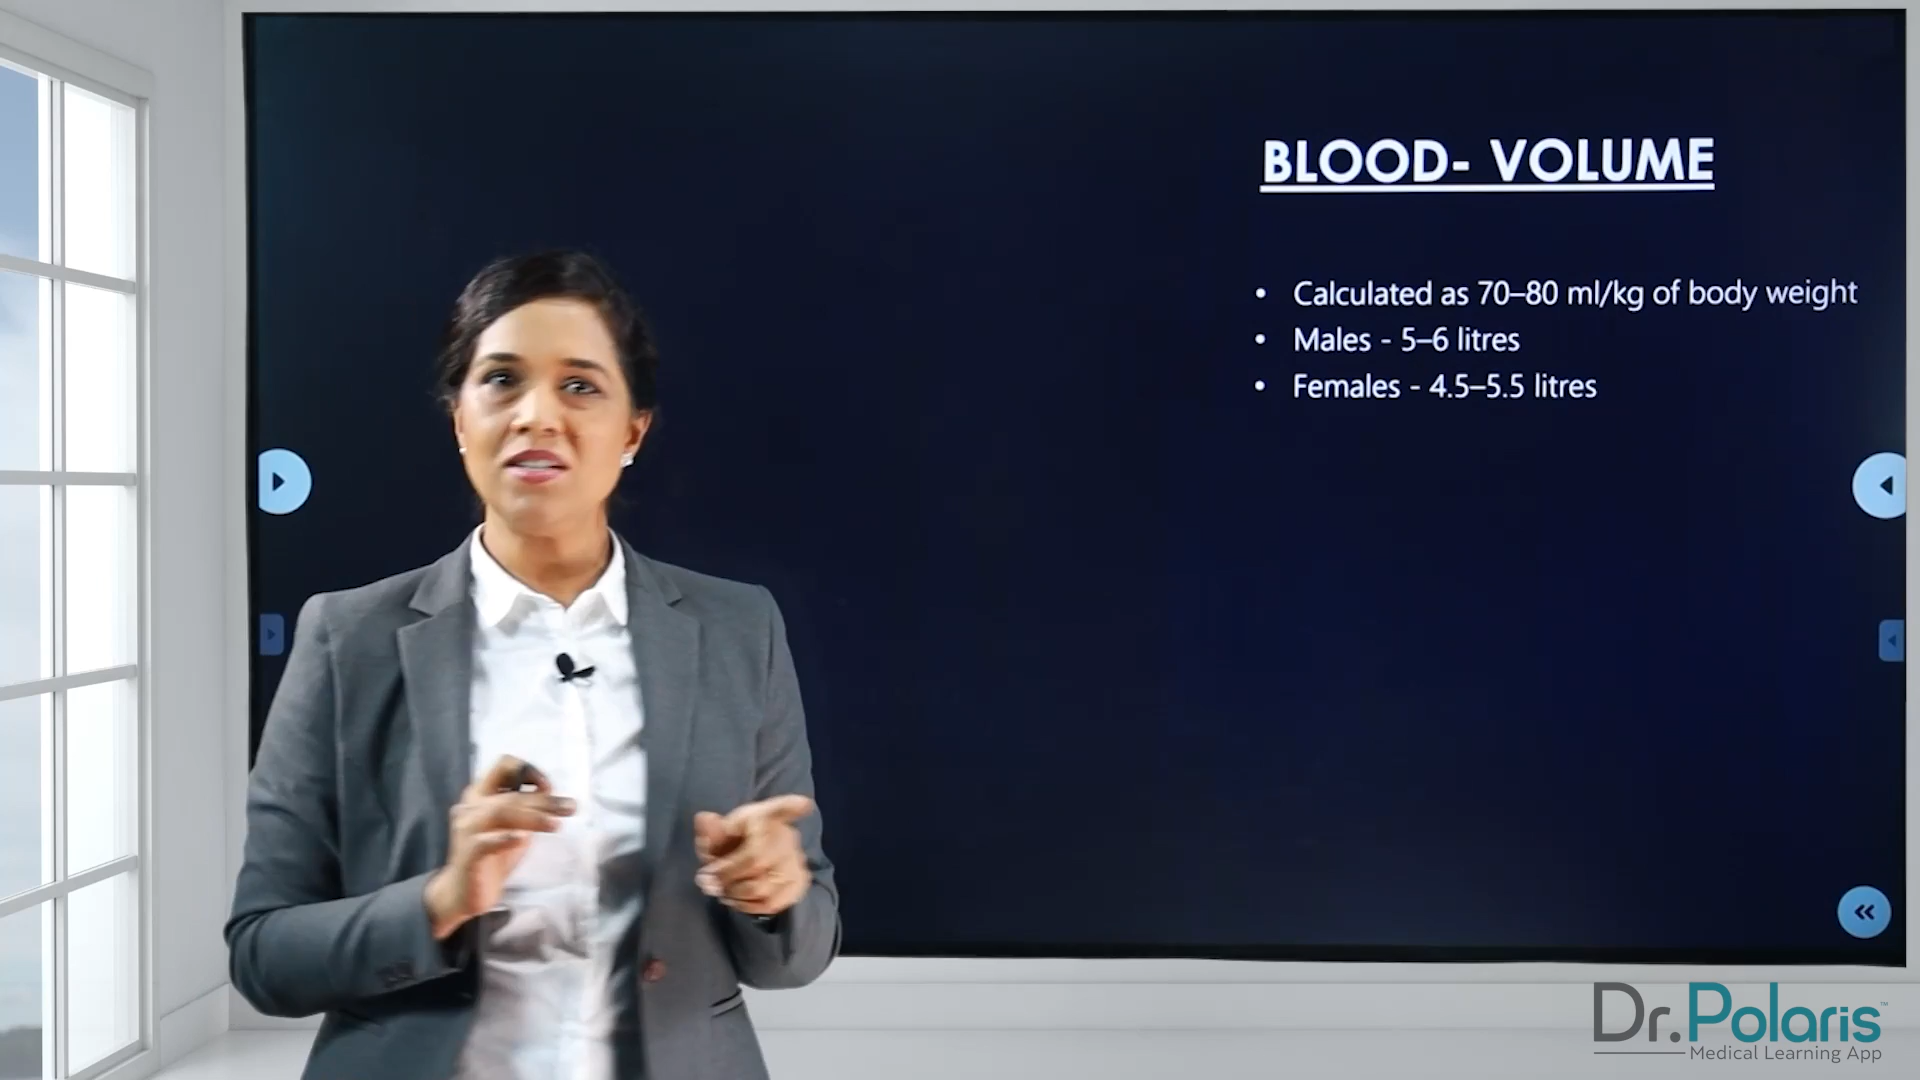 BLOOD- VOLUME
• Calculated as 70–80 ml/kg of body weight
• Males - 5–6 litres
• Females - 4.5–5.5 litres
Dr.Polaris™
Medical Learning App